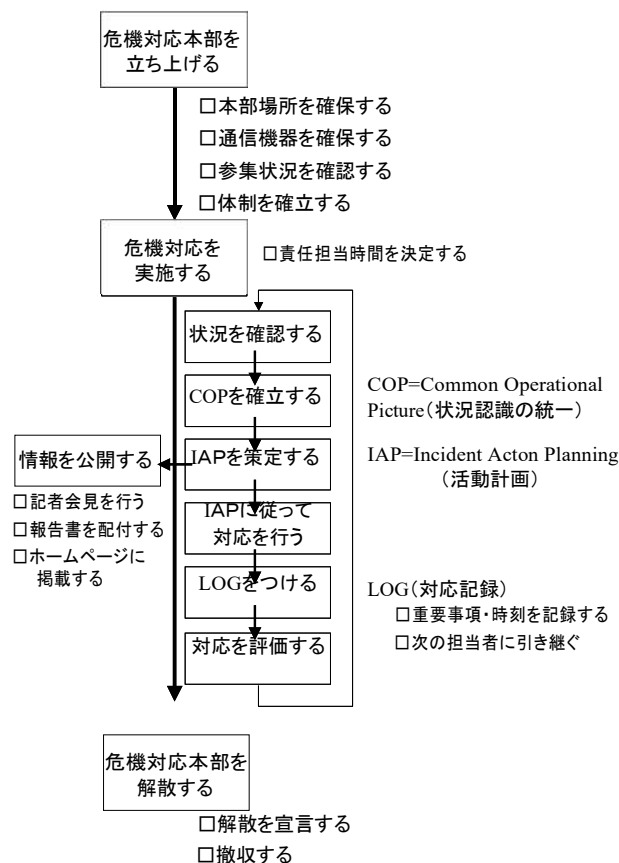 危機対応本部を
立ち上げる
□本部場所を確保する
□通信機器を確保する
□参集状況を確認する
□体制を確立する
危機対応を
実施する
□責任担当時間を決定する
状況を確認する
COPを確立する
COP=Common Operational
Picture(状況認識の統一)
情報を公開する
IAPを策定する
IAP=Incident Acton Planning
(活動計画)
□記者会見を行う
□報告書を配付する
□ホームページに
掲載する
IAPに従って
対応を行う
LOGをつける
LOG(対応記録)
□重要事項・時刻を記録する
□次の担当者に引き継ぐ
対応を評価する
危機対応本部を
解散する
□解散を宣言する
□撤収する